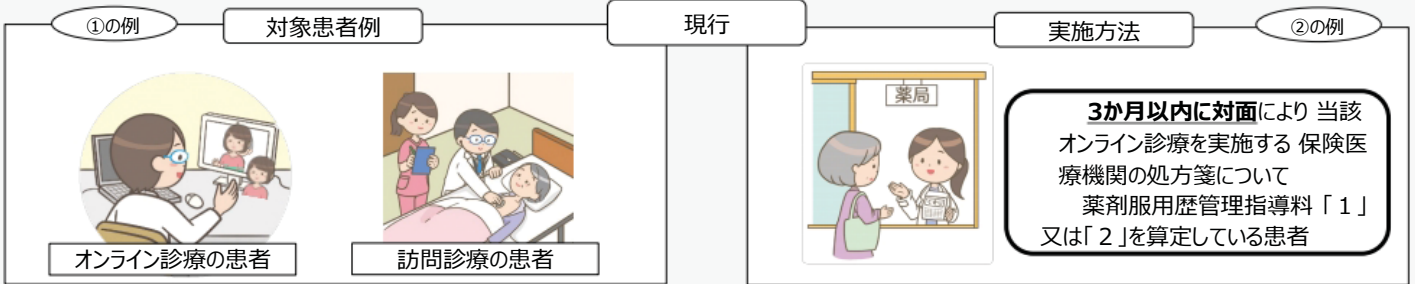 ①の例
対象患者例
現行
実施方法
②の例
オンライン診療の患者
訪問診療の患者
薬局
3か月以内に対面により 当該
オンライン診療を実施する 保険医
療機関の処方箋について
薬剤服用歴管理指導料「１」
又は「２」を算定している患者